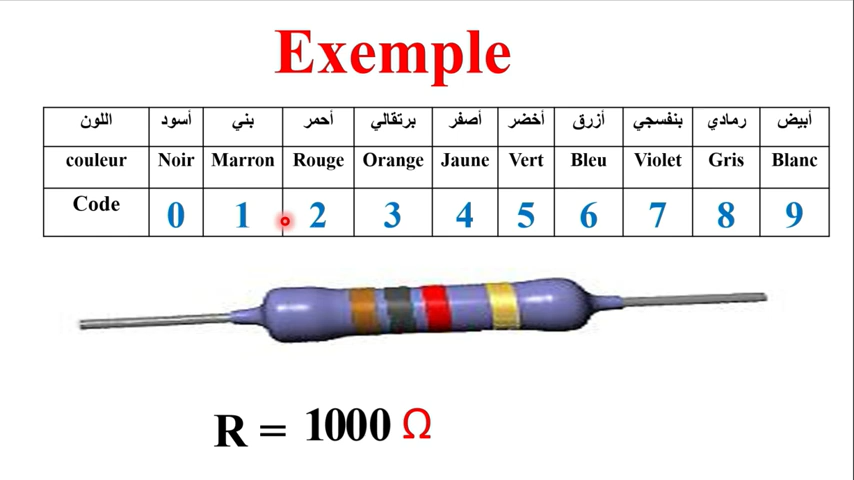 Exemple
اللون أسود بني أحمر برتقالي أصفر أخضر أزرق بنفسجي رمادي أبيض
couleur Noir Marron Rouge Orange Jaune Vert Bleu Violet Gris Blanc
Code 0 1 2 3 4 5 6 7 8 9
R = 1000 Ω